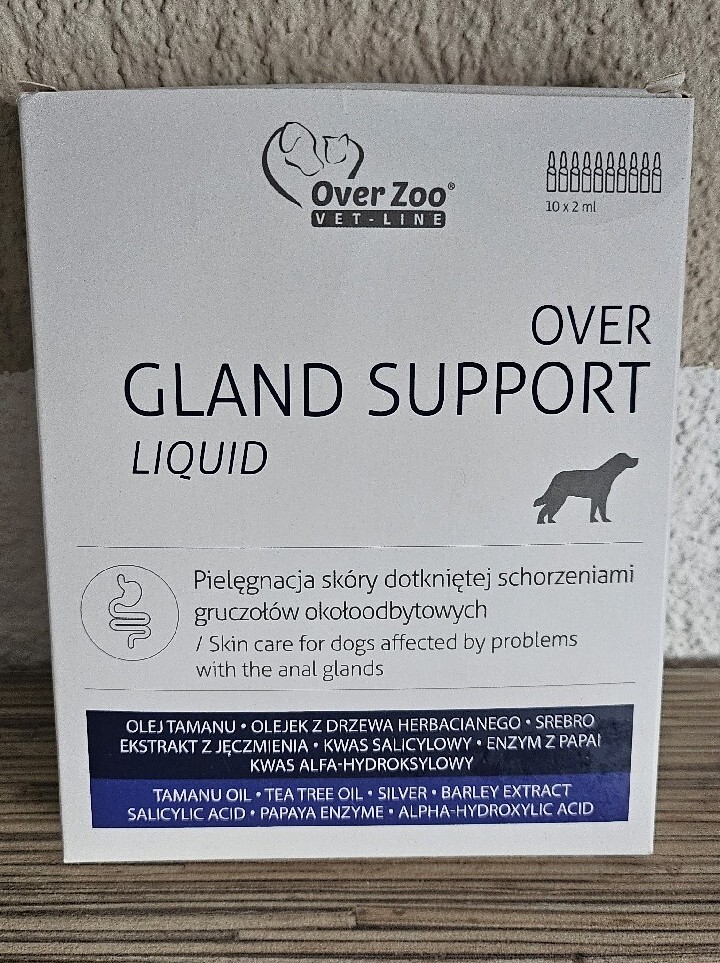 Over Zoo®
VET-LINE
10 x 2 ml
OVER
GLAND SUPPORT
LIQUID
Pielęgnacja skóry dotkniętej schorzeniami
gruczołów okołoodbytowych
/ Skin care for dogs affected by problems
with the anal glands
OLEJ TAMANU • OLEJEK Z DRZEWA HERBACIANEGO • SREBRO
EKSTRAKT Z JĘCZMIENIA • KWAS SALICYLOWY • ENZYM Z PAPAI
KWAS ALFA-HYDROKSYLOWY
TAMANU OIL • TEA TREE OIL • SILVER • BARLEY EXTRACT
SALICYLIC ACID • PAPAYA ENZYME • ALPHA-HYDROXYLIC ACID